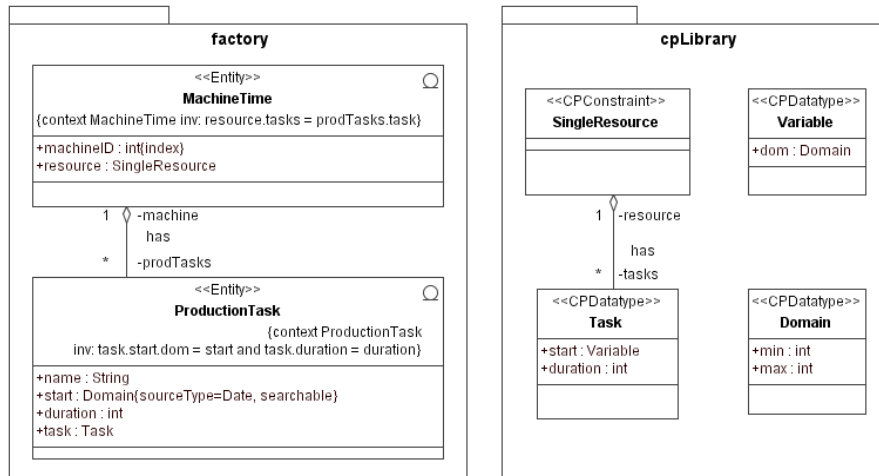 factory
<<Entity>>
MachineTime
{context MachineTime inv: resource.tasks = prodTasks.task}
+machineID : int{index}
+resource : SingleResource
1
-machine
has
*
-prodTasks
<<Entity>>
ProductionTask
{context ProductionTask
inv: task.start.dom = start and task.duration = duration}
+name : String
+start : Domain{sourceType=Date, searchable}
+duration : int
+task : Task
cpLibrary
<<CPConstraint>>
SingleResource
<<CPDatatype>>
Variable
+dom : Domain
1
-resource
has
*
-tasks
<<CPDatatype>>
Task
+start : Variable
+duration : int
<<CPDatatype>>
Domain
+min : int
+max : int